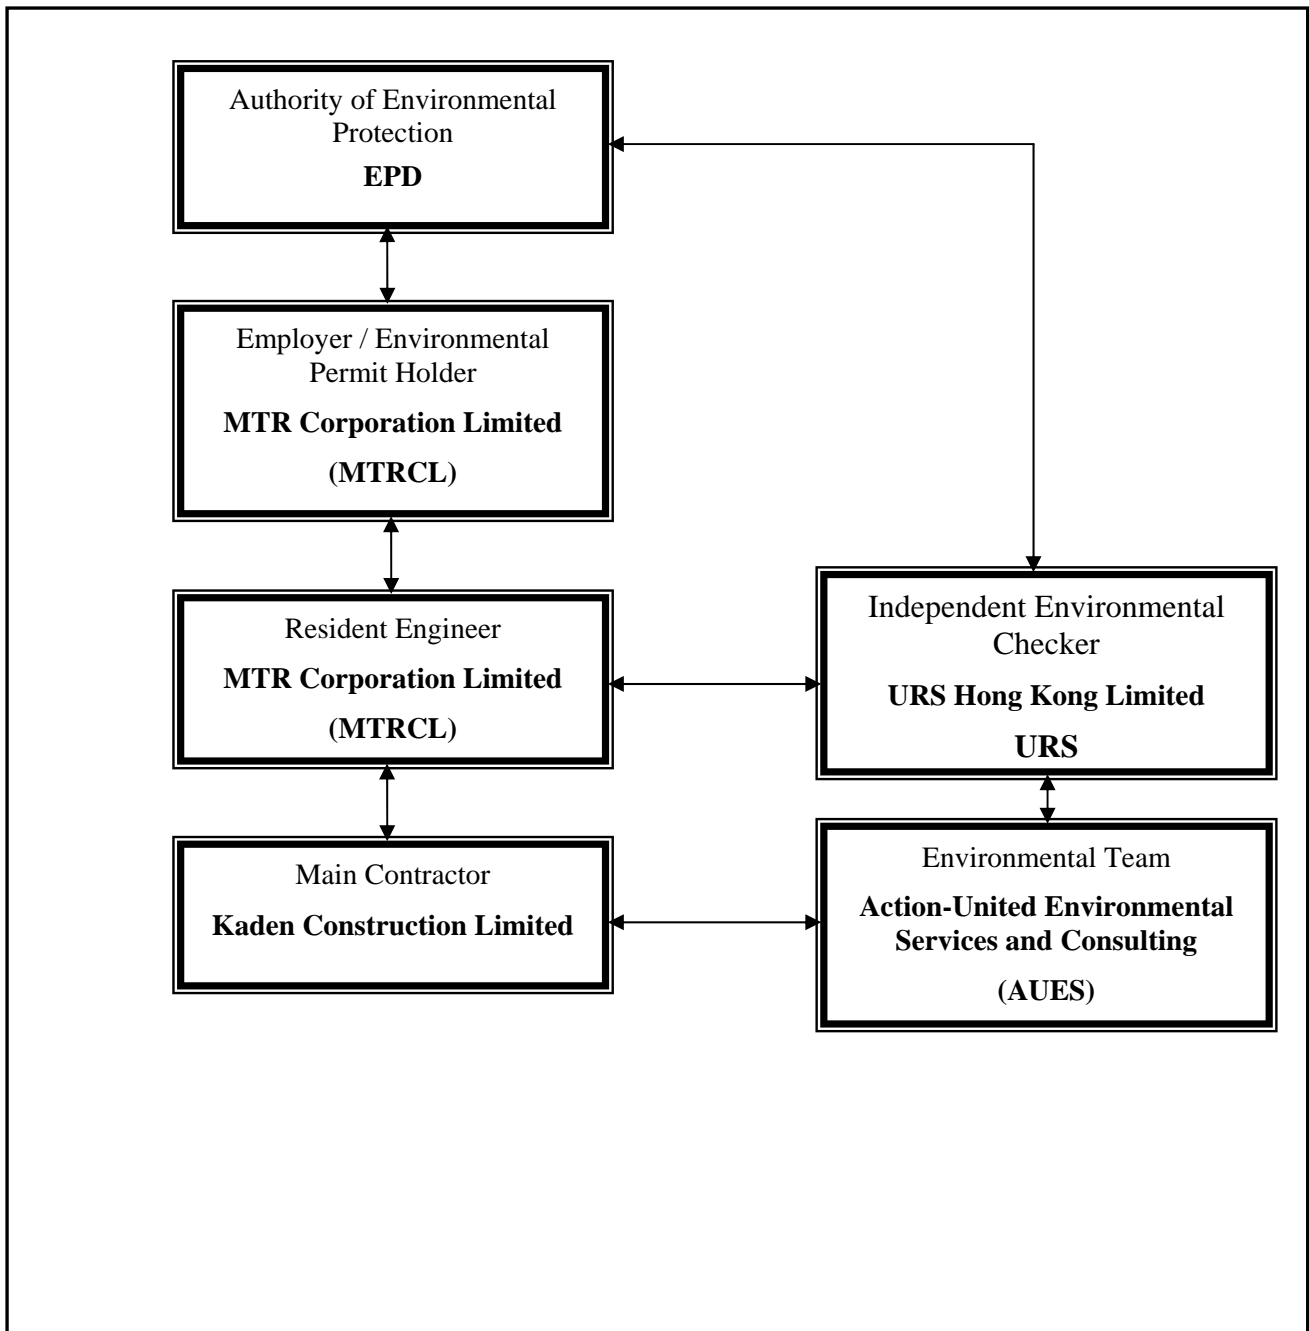 Authority of Environmental
Protection
EPD
Employer / Environmental
Permit Holder
MTR Corporation Limited
(MTRCL)
Resident Engineer
MTR Corporation Limited
(MTRCL)
Independent Environmental
Checker
URS Hong Kong Limited
URS
Main Contractor
Kaden Construction Limited
Environmental Team
Action-United Environmental
Services and Consulting
(AUES)